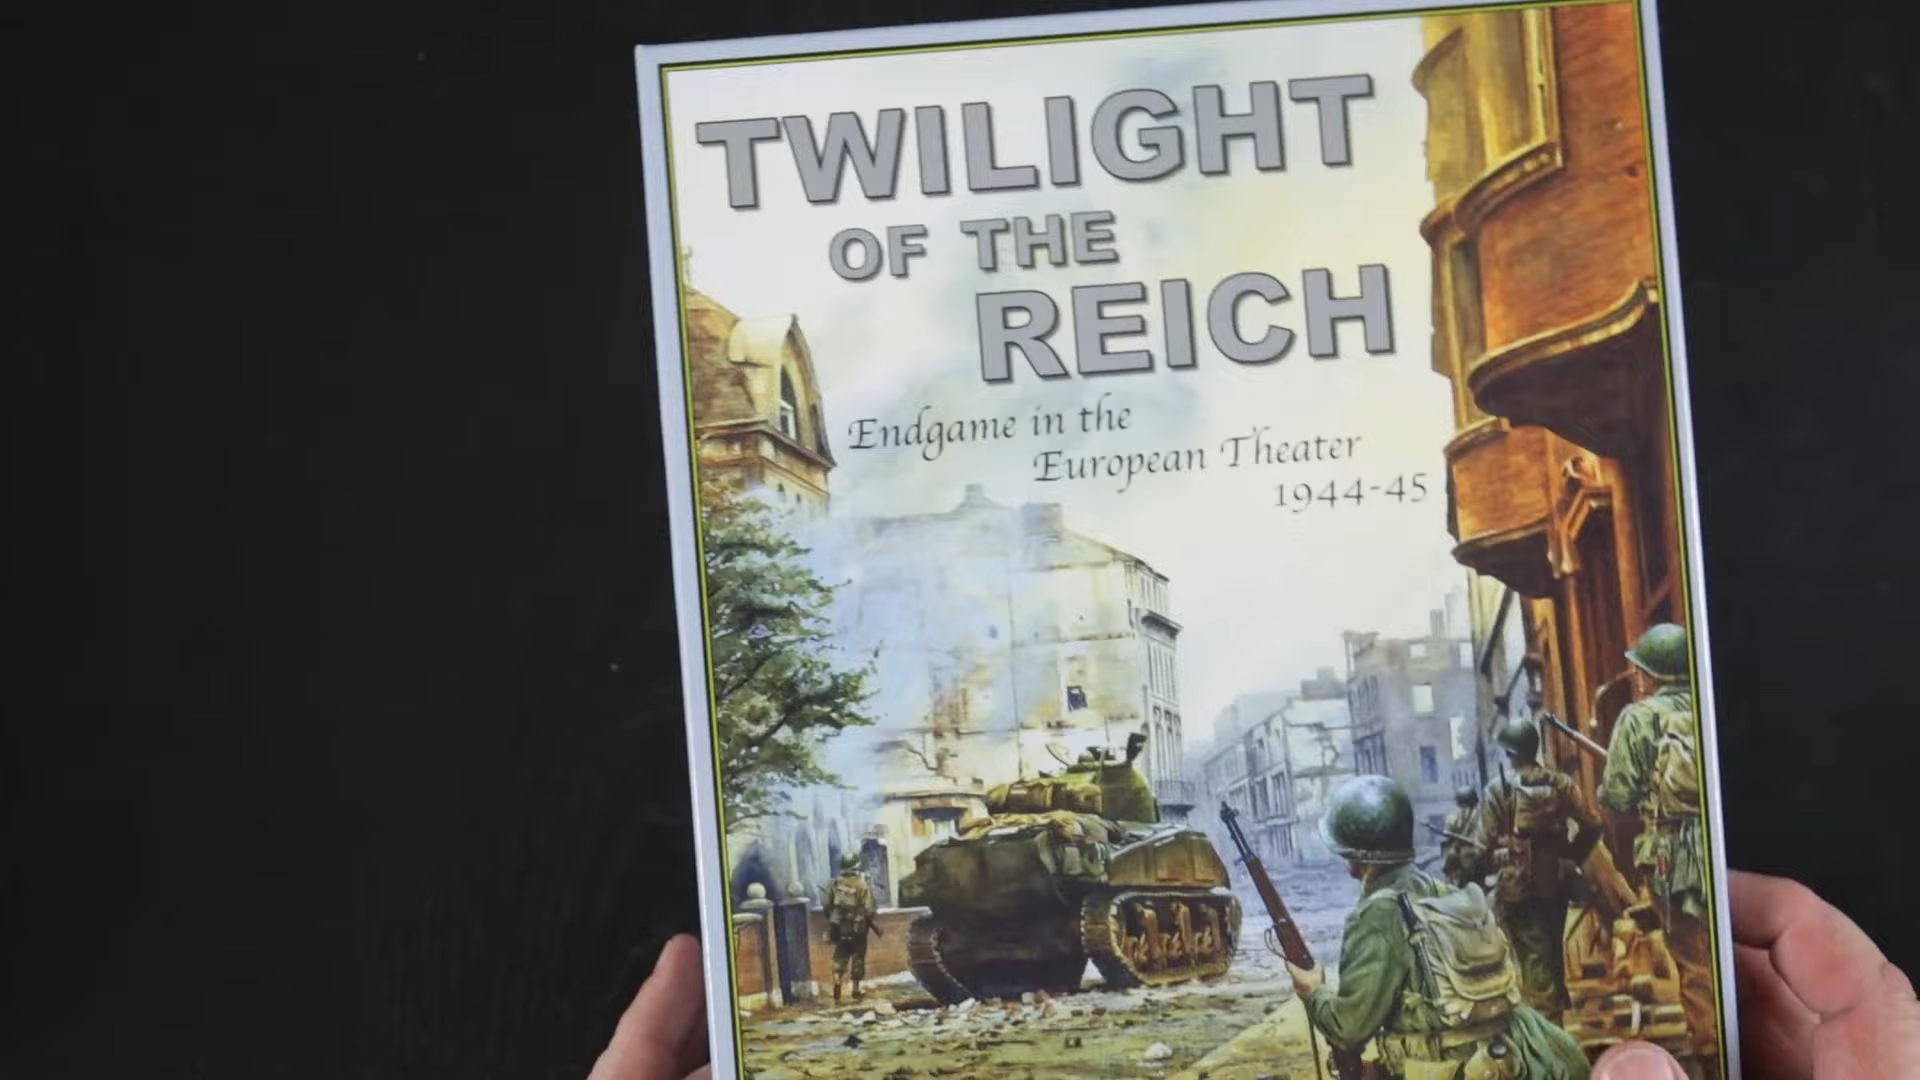 TWILIGHT
OF THE
REICH
Endgame in the
European Theater
1944-45